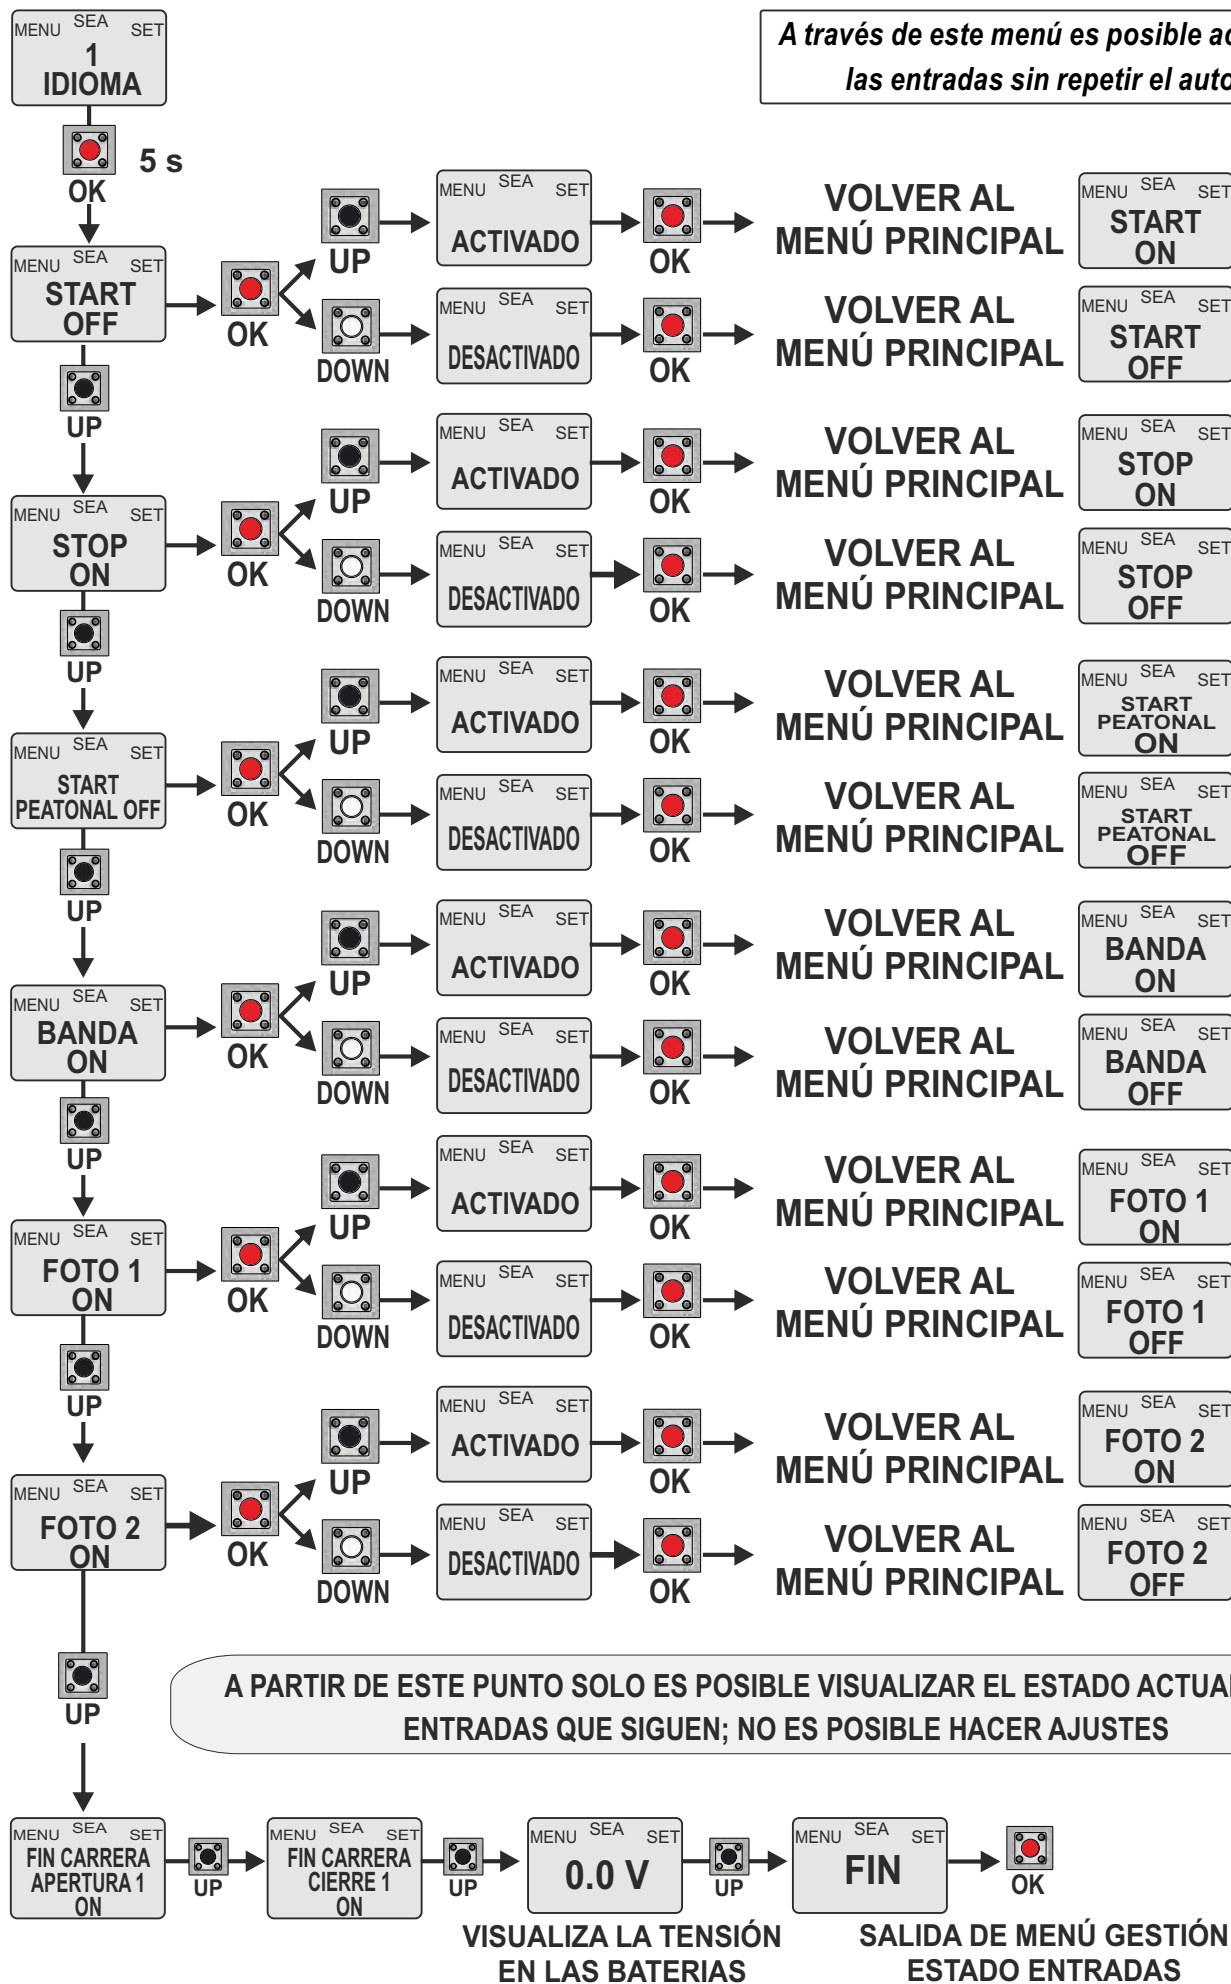 MENU SEA SET
1
IDIOMA
A través de este menú es posible
las entradas sin repetir el
5 s
OK
MENU SEA SET
START
OFF
OK
UP
MENU SEA SET
ACTIVADO
OK
VOLVER AL
MENÚ PRINCIPAL
MENU SEA SET
START
ON
DOWN
MENU SEA SET
DESACTIVADO
OK
VOLVER AL
MENÚ PRINCIPAL
MENU SEA SET
START
OFF
UP
MENU SEA SET
STOP
ON
OK
UP
MENU SEA SET
ACTIVADO
OK
VOLVER AL
MENÚ PRINCIPAL
MENU SEA SET
STOP
ON
DOWN
MENU SEA SET
DESACTIVADO
OK
VOLVER AL
MENÚ PRINCIPAL
MENU SEA SET
STOP
OFF
UP
MENU SEA SET
START
PEATONAL OFF
OK
UP
MENU SEA SET
ACTIVADO
OK
VOLVER AL
MENÚ PRINCIPAL
MENU SEA SET
START
PEATONAL
ON
DOWN
MENU SEA SET
DESACTIVADO
OK
VOLVER AL
MENÚ PRINCIPAL
MENU SEA SET
START
PEATONAL
OFF
UP
MENU SEA SET
BANDA
ON
OK
UP
MENU SEA SET
ACTIVADO
OK
VOLVER AL
MENÚ PRINCIPAL
MENU SEA SET
BANDA
ON
DOWN
MENU SEA SET
DESACTIVADO
OK
VOLVER AL
MENÚ PRINCIPAL
MENU SEA SET
BANDA
OFF
UP
MENU SEA SET
FOTO 1
ON
OK
UP
MENU SEA SET
ACTIVADO
OK
VOLVER AL
MENÚ PRINCIPAL
MENU SEA SET
FOTO 1
ON
DOWN
MENU SEA SET
DESACTIVADO
OK
VOLVER AL
MENÚ PRINCIPAL
MENU SEA SET
FOTO 1
OFF
UP
MENU SEA SET
FOTO 2
ON
OK
UP
MENU SEA SET
ACTIVADO
OK
VOLVER AL
MENÚ PRINCIPAL
MENU SEA SET
FOTO 2
ON
DOWN
MENU SEA SET
DESACTIVADO
OK
VOLVER AL
MENÚ PRINCIPAL
MENU SEA SET
FOTO 2
OFF
UP
A PARTIR DE ESTE PUNTO SOLO ES POSIBLE VISUALIZAR EL ESTADO ACTUA
ENTRADAS QUE SIGUEN; NO ES POSIBLE HACER AJUSTES
MENU SEA SET
FIN CARRERA
APERTURA 1
ON
UP
MENU SEA SET
FIN CARRERA
CIERRE 1
ON
UP
MENU SEA SET
0.0 V
UP
MENU SEA SET
FIN
OK
VISUALIZA LA TENSIÓN
EN LAS BATERIAS
SALIDA DE MENÚ GESTIÓN
ESTADO ENTRADAS